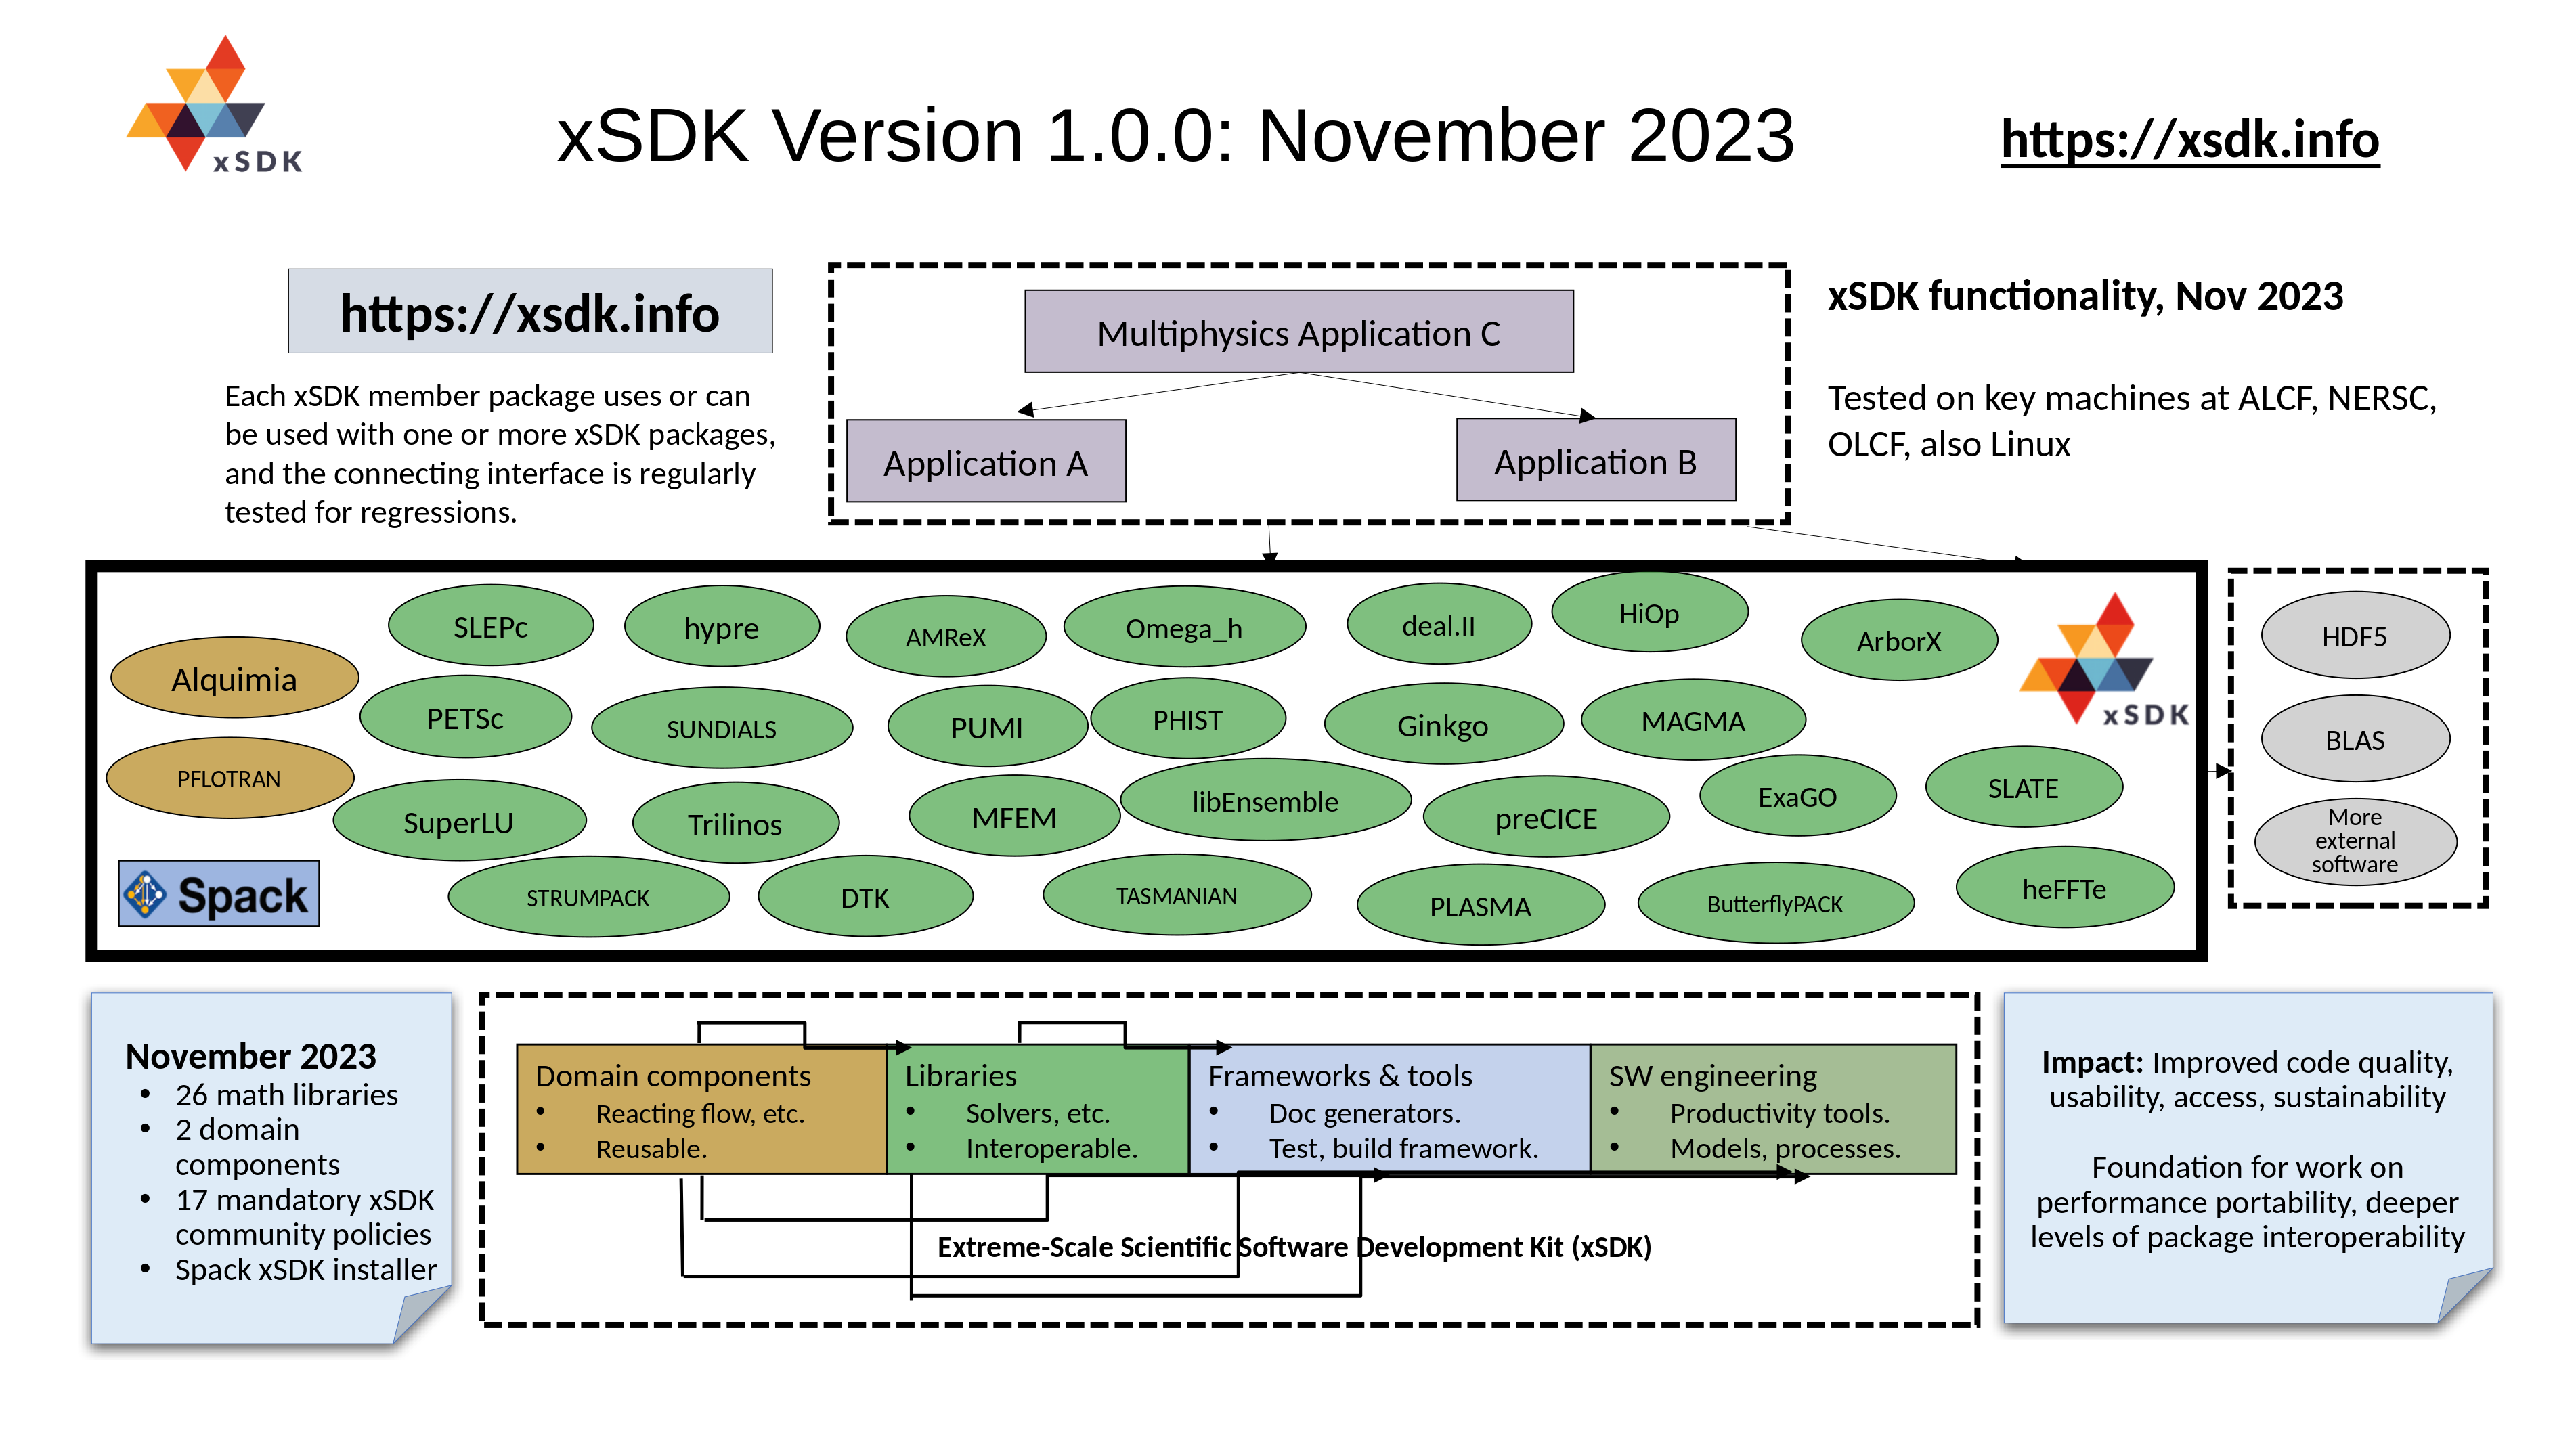 xSDK
xSDK Version 1.0.0: November 2023
https://xsdk.info
https://xsdk.info
Each xSDK member package uses or can
be used with one or more xSDK packages,
and the connecting interface is regularly
tested for regressions.
Multiphysics Application C
Application A
Application B
xSDK functionality, Nov 2023
Tested on key machines at ALCF, NERSC,
OLCF, also Linux
SLEPc
hypre
AMReX
Omega_h
deal.II
HiOp
ArborX
Alquimia
PETSc
SUNDIALS
PUMI
PHIST
Ginkgo
MAGMA
xSDK
PFLOTRAN
SuperLU
Trilinos
MFEM
libEnsemble
preCICE
ExaGO
SLATE
Spack
STRUMPACK
DTK
TASMANIAN
PLASMA
ButterflyPACK
heFFTe
HDF5
BLAS
More
external
software
November 2023
• 26 math libraries
• 2 domain
components
• 17 mandatory xSDK
community policies
• Spack xSDK installer
Domain components
• Reacting flow, etc.
• Reusable.
Libraries
• Solvers, etc.
• Interoperable.
Frameworks & tools
• Doc generators.
• Test, build framework.
SW engineering
• Productivity tools.
• Models, processes.
Extreme-Scale Scientific Software Development Kit (xSDK)
Impact: Improved code quality,
usability, access, sustainability
Foundation for work on
performance portability, deeper
levels of package interoperability